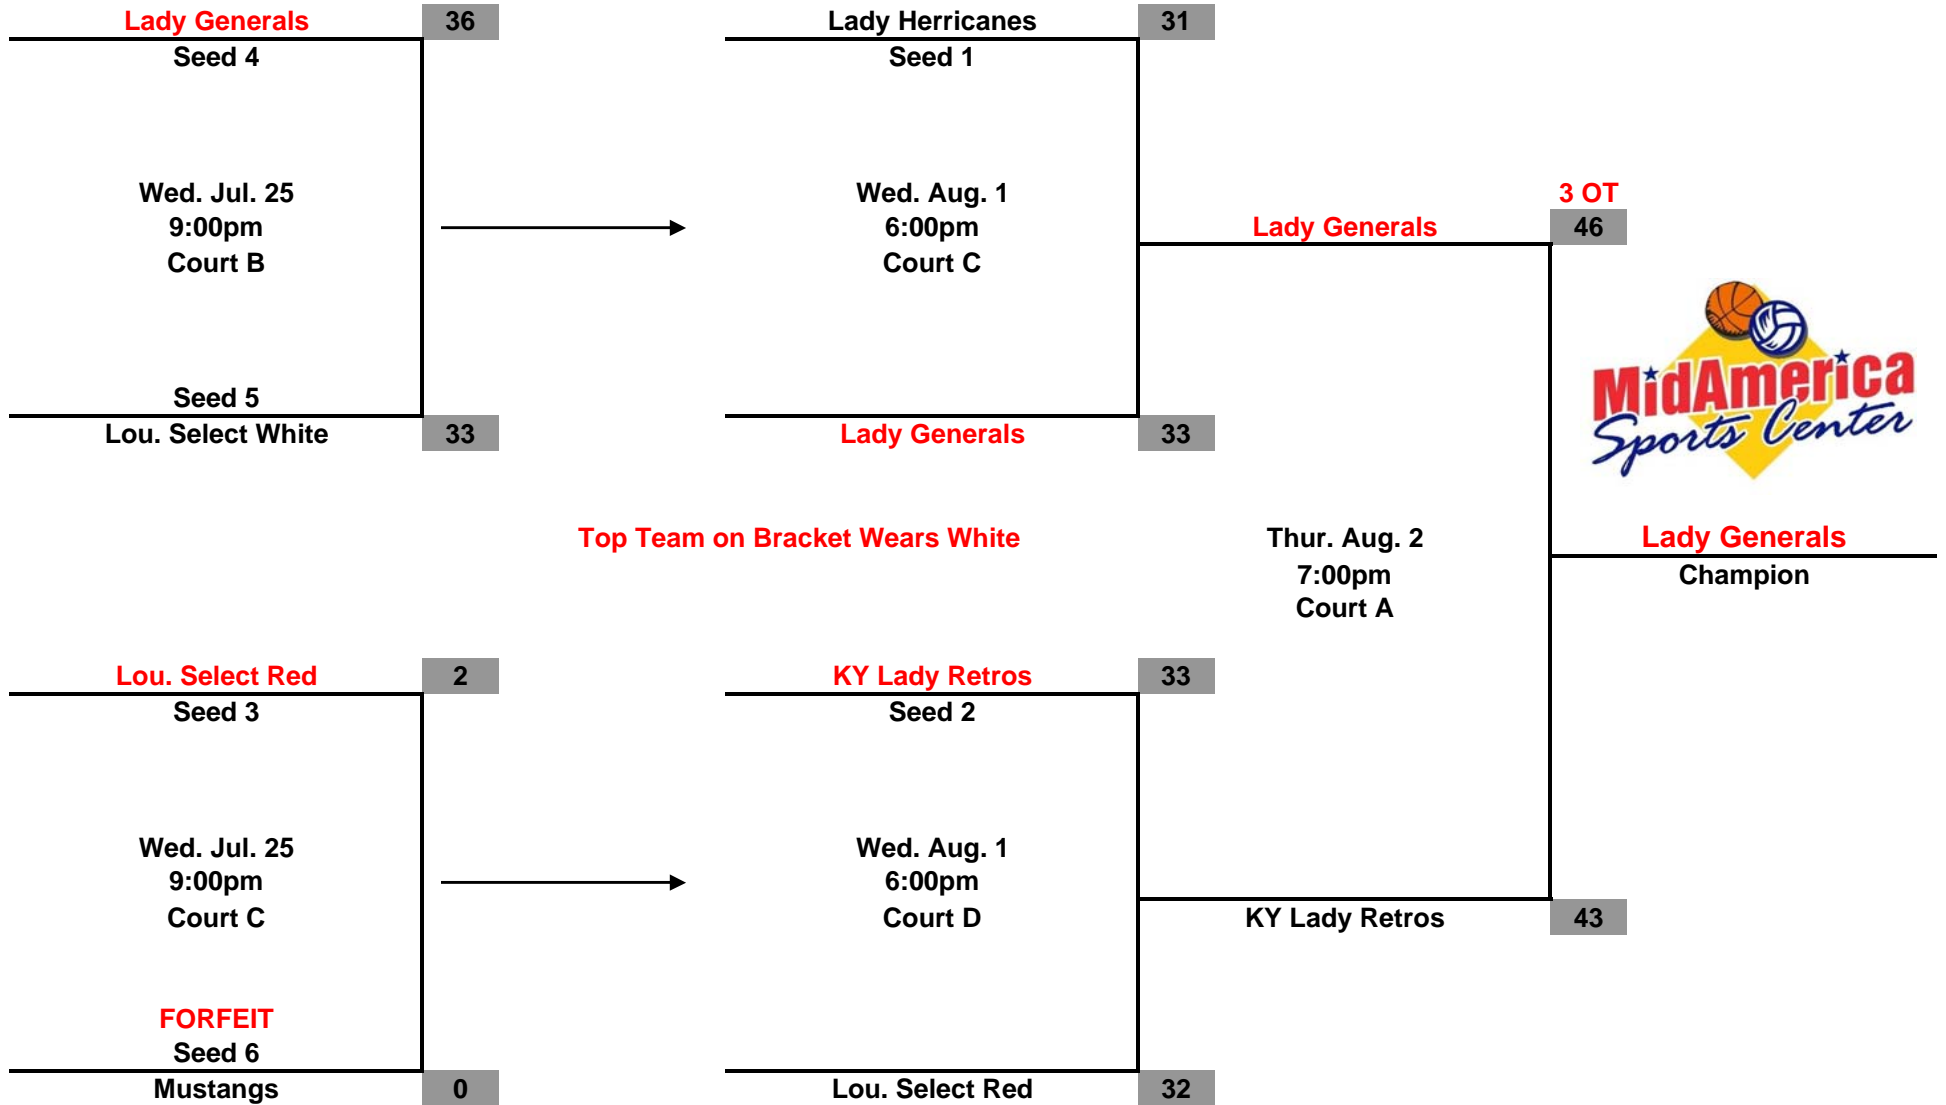 Lady Generals 36
Seed 4
Wed. Jul. 25
9:00pm
Court B
Seed 5
Lou. Select White 33
Lady Herricanes 31
Seed 1
Wed. Aug. 1
6:00pm
Court C
Lady Generals 33
3 OT
Lady Generals 46
MidAmerica
Sports Center
Top Team on Bracket Wears White
Thur. Aug. 2
7:00pm
Court A
Lady Generals
Champion
Lou. Select Red 2
Seed 3
Wed. Jul. 25
9:00pm
Court C
FORFEIT
Seed 6
Mustangs 0
KY Lady Retros 33
Seed 2
Wed. Aug. 1
6:00pm
Court D
Lou. Select Red 32
KY Lady Retros 43